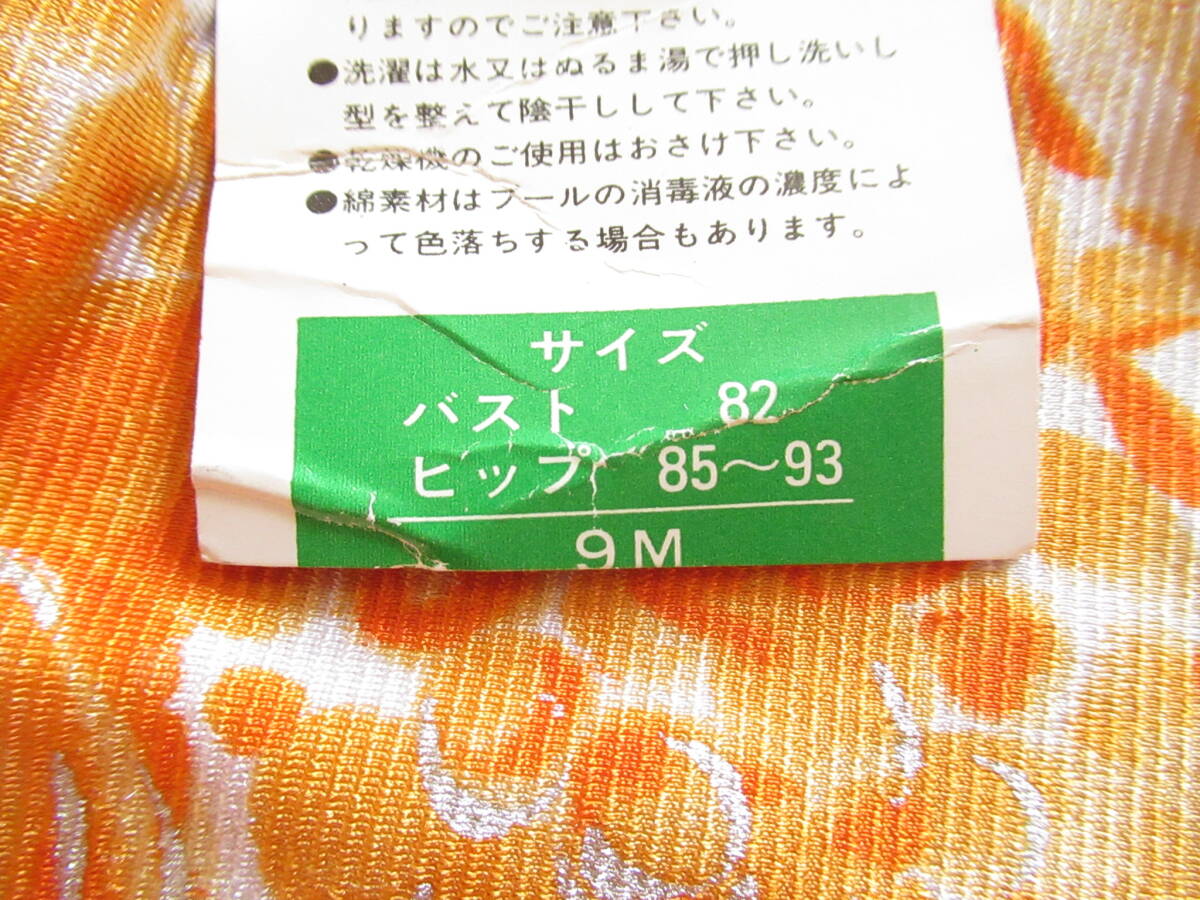 りますのでご注意下さい。
●洗濯は水又はぬるま湯で押し洗いし
型を整えて陰干しして下さい。
●乾燥機のご使用はおさけ下さい。
●綿素材はプールの消毒液の濃度によ
って色落ちする場合もあります。
サイズ
バスト 82
ヒップ 85～93
9M